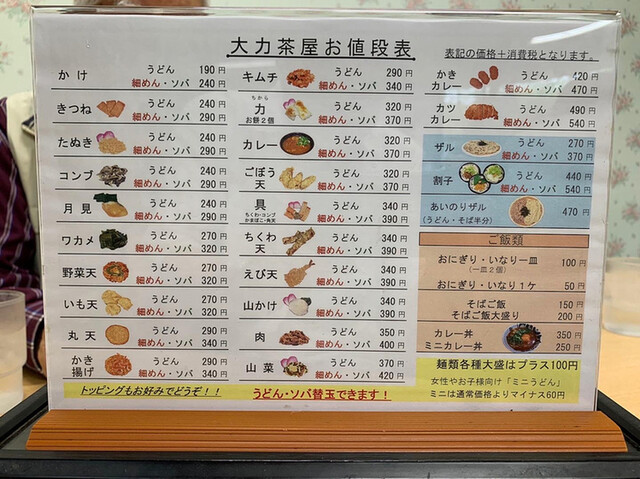 大力茶屋お値段表
表記の価格＋消費税となります。
かけ うどん 190円
細めん・ソバ 240円
きつね うどん 240円
細めん・ソバ 290円
たぬき うどん 240円
細めん・ソバ 290円
コンブ うどん 240円
細めん・ソバ 290円
月見 うどん 240円
細めん・ソバ 290円
ワカメ うどん 270円
細めん・ソバ 320円
野菜天 うどん 270円
細めん・ソバ 320円
いも天 うどん 270円
細めん・ソバ 320円
丸天 うどん 290円
細めん・ソバ 340円
かき揚げ うどん 290円
細めん・ソバ 340円
トッピングもお好みでどうぞ！！
キムチ うどん 290円
細めん・ソバ 340円
ちから
力 うどん 320円
お餅2個 細めん・ソバ 370円
カレー うどん 320円
細めん・ソバ 370円
ごぼう天 うどん 320円
細めん・ソバ 370円
具 うどん 340円
ちくわ・コンブ
かまぼこ・角天 細めん・ソバ 390円
ちくわ天 うどん 340円
細めん・ソバ 390円
えび天 うどん 340円
細めん・ソバ 390円
山かけ うどん 340円
細めん・ソバ 390円
肉 うどん 350円
細めん・ソバ 400円
山菜 うどん 370円
細めん・ソバ 420円
うどん・ソバ替玉できます！
かき うどん 420円
カレー 細めん・ソバ 470円
カツ うどん 490円
カレー 細めん・ソバ 540円
ザル うどん 270円
細めん・ソバ 370円
割子 うどん 440円
細めん・ソバ 540円
あいのりザル 470円
(うどん・そば半分)
ご飯類
おにぎり・いなり一皿 100円
(一皿2個)
おにぎり・いなり1ケ 50円
そばご飯 150円
そばご飯大盛り 200円
カレー丼 350円
ミニカレー丼 250円
麺類各種大盛はプラス100円
女性やお子様向け「ミニうどん」
ミニは通常価格よりマイナス60円